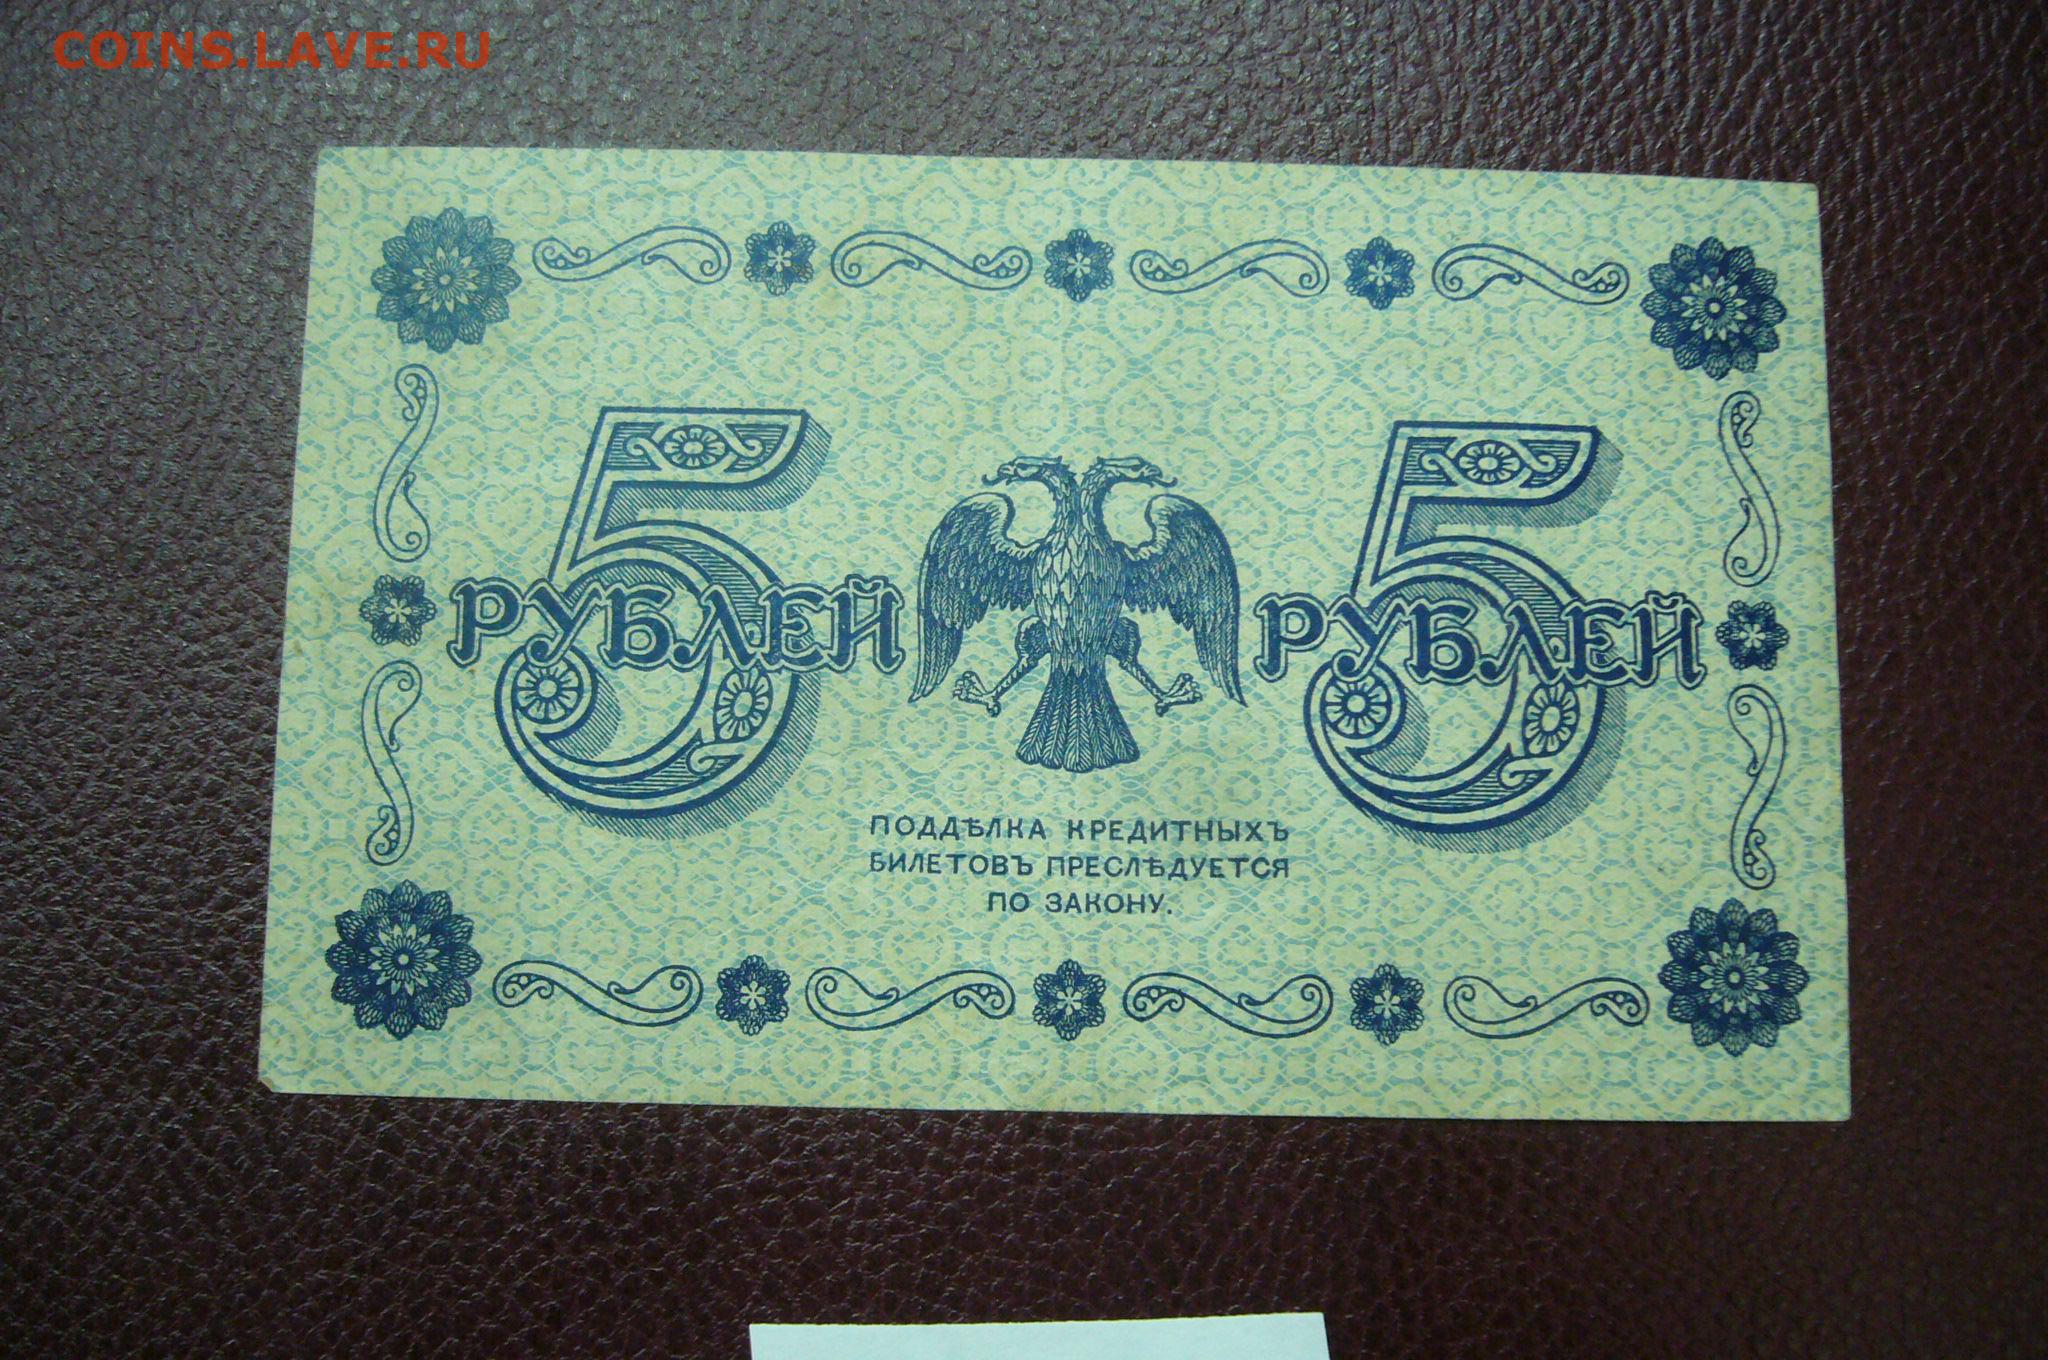 COINS.LAVE.RU
5 5
РУБЛЕЙ РУБЛЕЙ
ПОДДѢЛКА КРЕДИТНЫХЪ
БИЛЕТОВЪ ПРЕСЛѢДУЕТСЯ
ПО ЗАКОНУ.